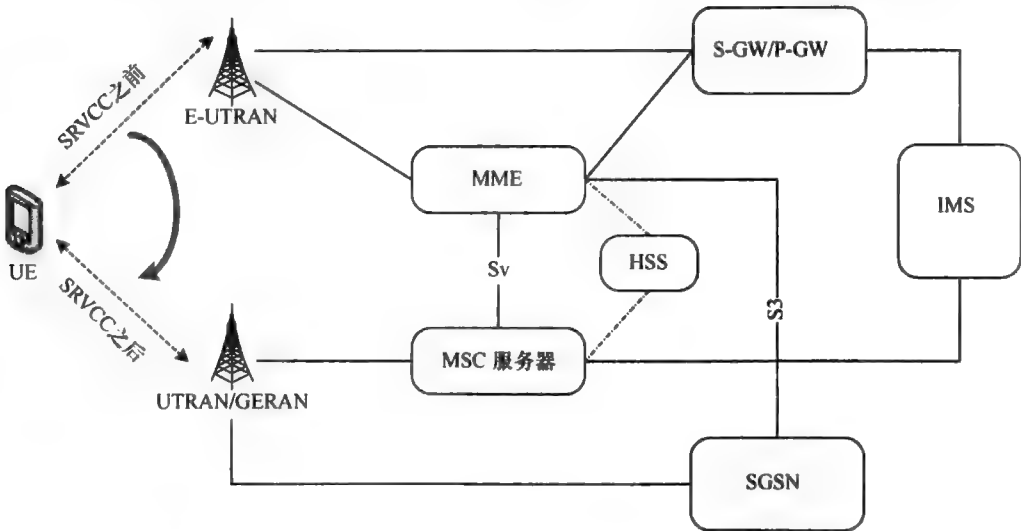 SRVCC之前
E-UTRAN
S-GW/P-GW
MME
IMS
UE
Sv
HSS
S3
SRVCC之后
MSC 服务器
UTRAN/GERAN
SGSN